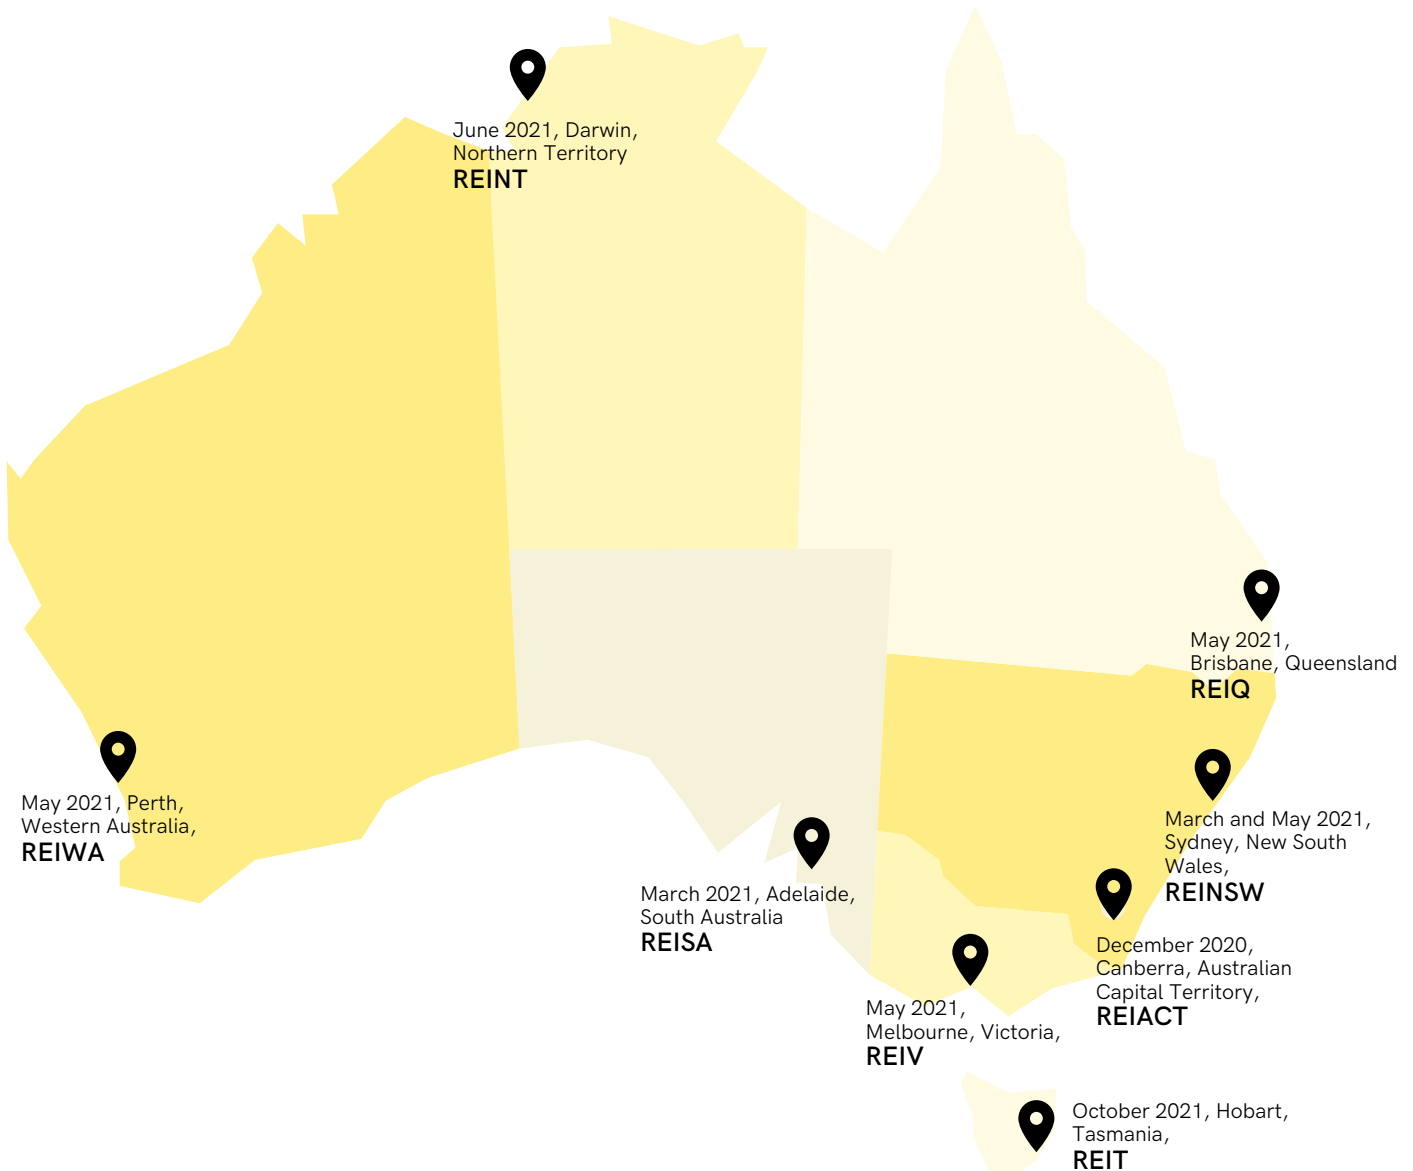 June 2021, Darwin,
Northern Territory
REINT
May 2021,
Brisbane, Queensland
REIQ
May 2021, Perth,
Western Australia,
REIWA
March and May 2021,
Sydney, New South
Wales,
REINSW
March 2021, Adelaide,
South Australia
REISA
December 2020,
Canberra, Australian
Capital Territory,
REIACT
May 2021,
Melbourne, Victoria,
REIV
October 2021, Hobart,
Tasmania,
REIT